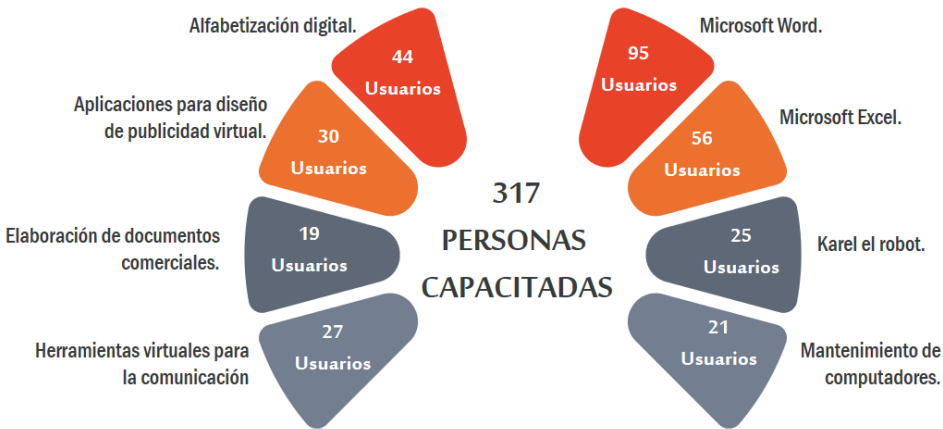 Alfabetización digital.
44
Usuarios
Aplicaciones para diseño
de publicidad virtual.
30
Usuarios
Elaboración de documentos
comerciales.
19
Usuarios
Herramientas virtuales para
la comunicación
27
Usuarios
317
PERSONAS
CAPACITADAS
Microsoft Word.
95
Usuarios
Microsoft Excel.
56
Usuarios
Karel el robot.
25
Usuarios
Mantenimiento de
computadores.
21
Usuarios